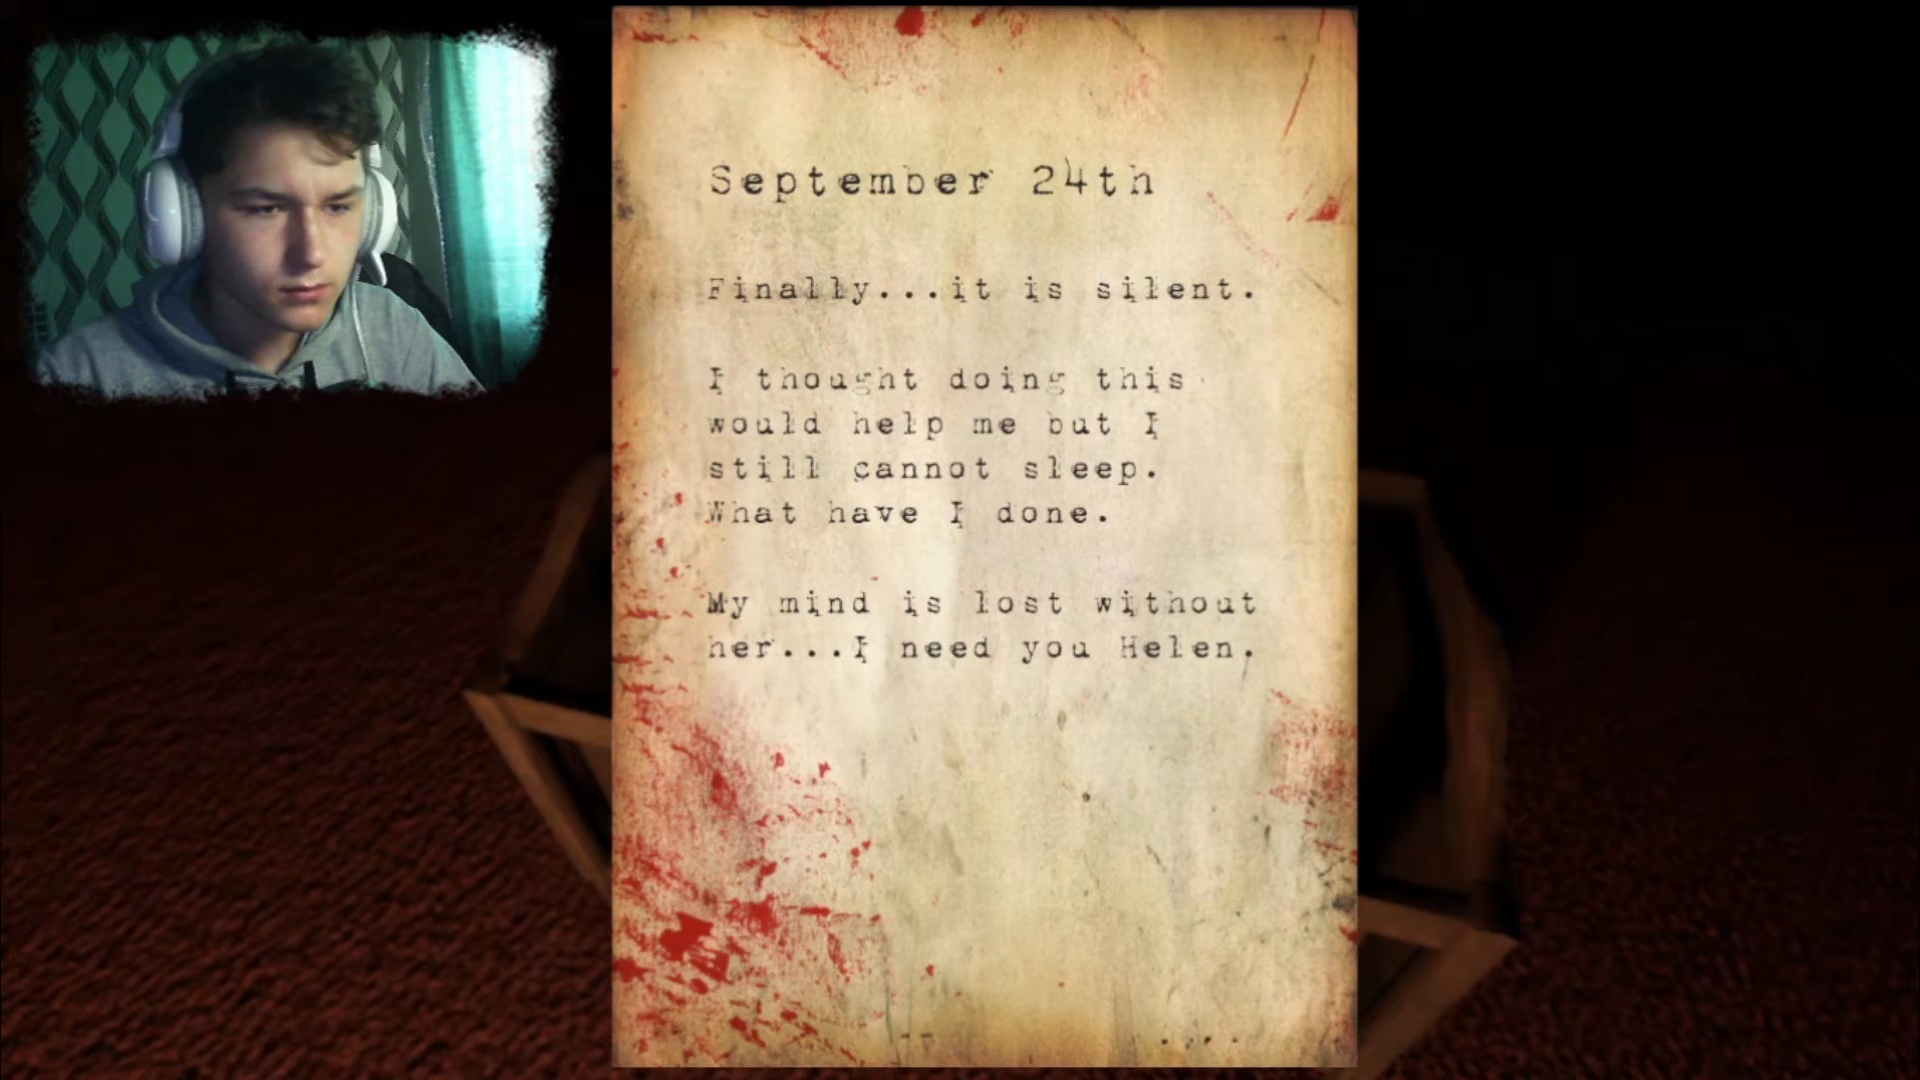 September 24th
Finally...it is silent.
I thought doing this
would help me but I
still cannot sleep.
What have I done.
My mind is lost without
her...I need you Helen.